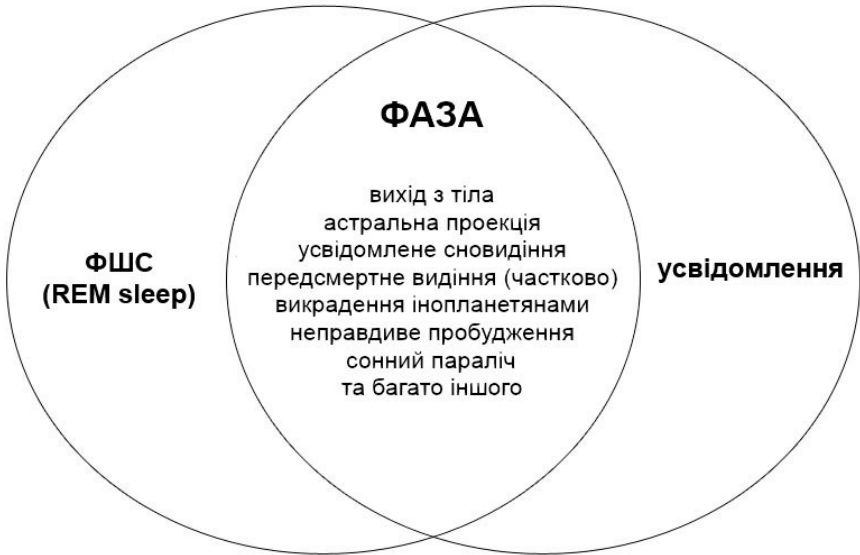 ФАЗА
вихід з тіла
астральна проекція
усвідомлене сновидіння
передсмертне видіння (частково)
викрадення інопланетянами
неправдиве пробудження
сонний параліч
та багато іншого
ФШС
(REM sleep)
усвідомлення